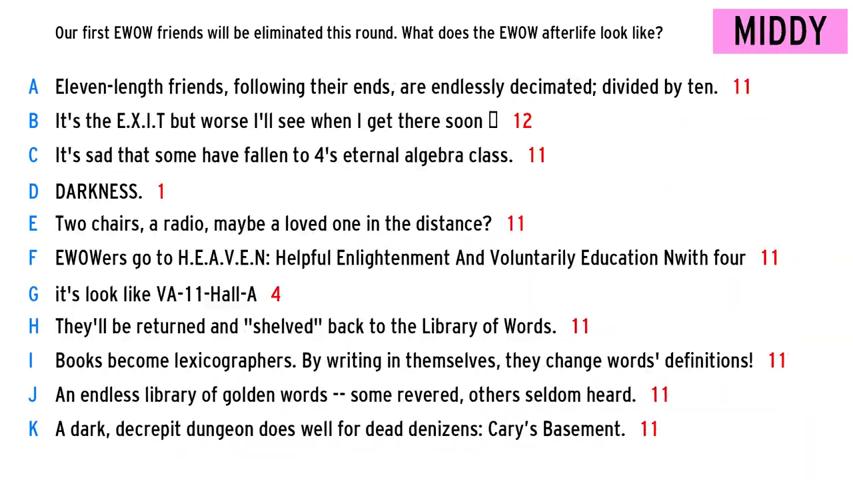 Our first EWOW friends will be eliminated this round. What does the EWOW afterlife look like?
MIDDY
A Eleven-length friends, following their ends, are endlessly decimated; divided by ten. 11
B It's the E.X.I.T but worse I'll see when I get there soon 12
C It's sad that some have fallen to 4's eternal algebra class. 11
D DARKNESS. 1
E Two chairs, a radio, maybe a loved one in the distance? 11
F EWOWers go to H.E.A.V.E.N: Helpful Enlightenment And Voluntarily Education Nwith four 11
G it's look like VA-11-Hall-A 4
H They'll be returned and "shelved" back to the Library of Words. 11
I Books become lexicographers. By writing in themselves, they change words' definitions! 11
J An endless library of golden words -- some revered, others seldom heard. 11
K A dark, decrepit dungeon does well for dead denizens: Cary’s Basement. 11